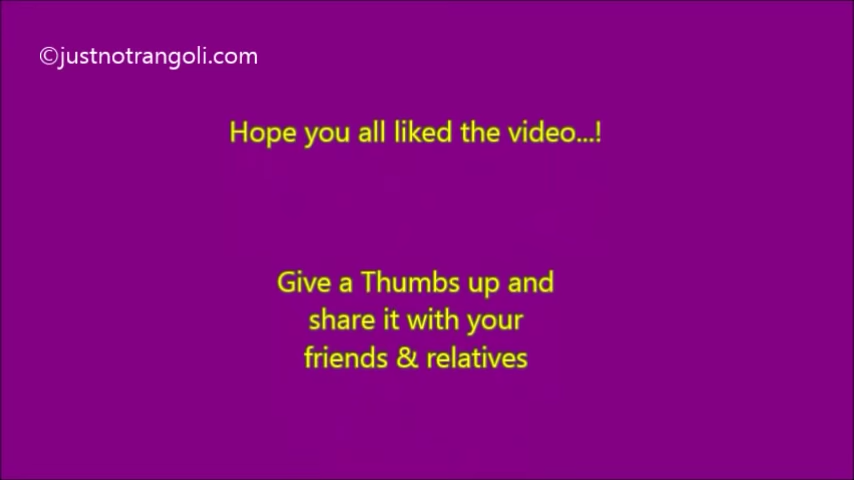 ©justnotrangoli.com
Hope you all liked the video...!
Give a Thumbs up and
share it with your
friends & relatives